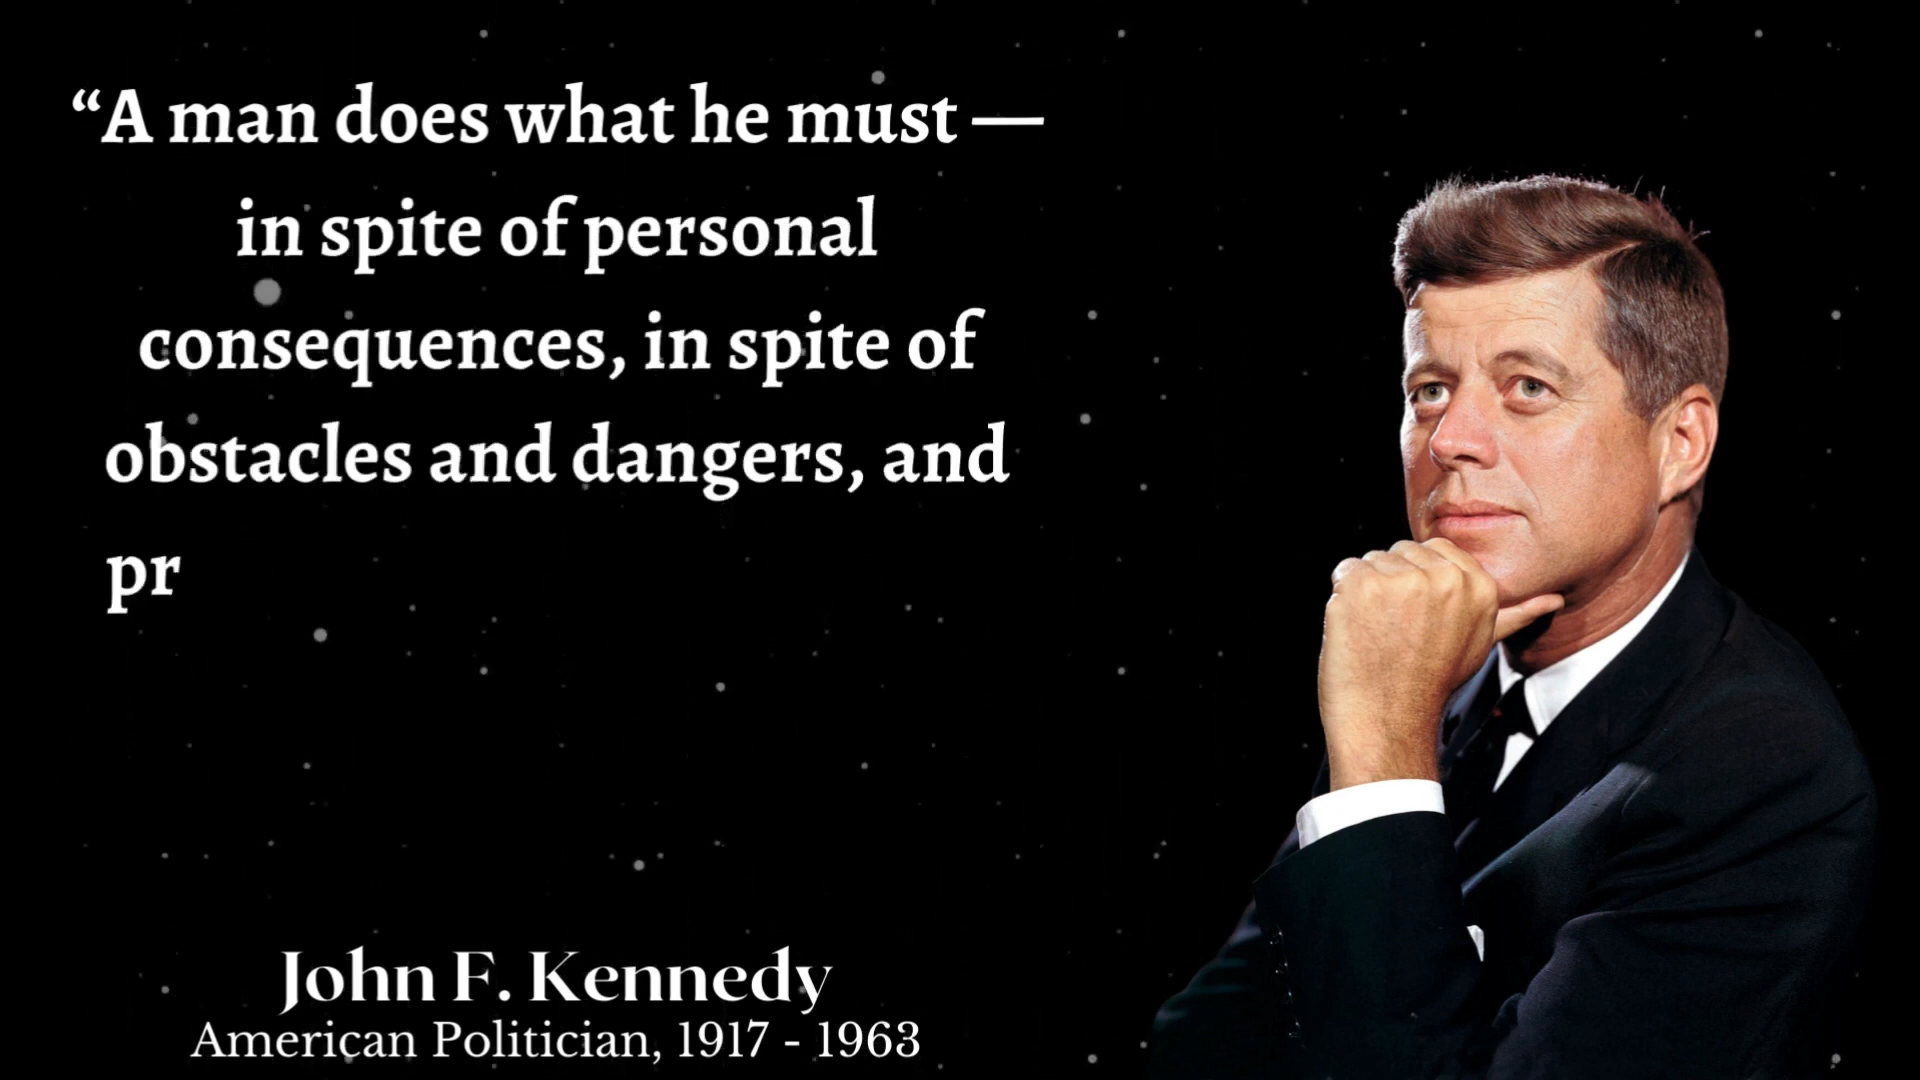 “A man does what he must —
in spite of personal
consequences, in spite of
obstacles and dangers, and
pr
John F. Kennedy
American Politician, 1917 - 1963